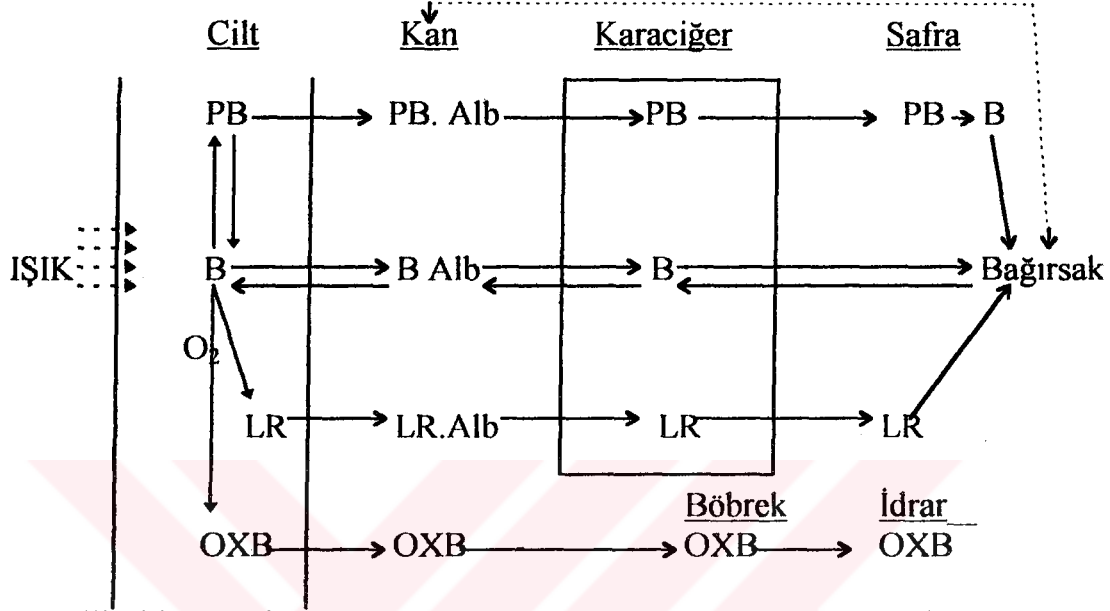 Cilt Kan Karaciğer Safra
PB PB. Alb PB PB B
IŞIK B B Alb B Bağırsak
O₂
LR LR.Alb LR LR
Böbrek İdrar
OXB OXB OXB OXB